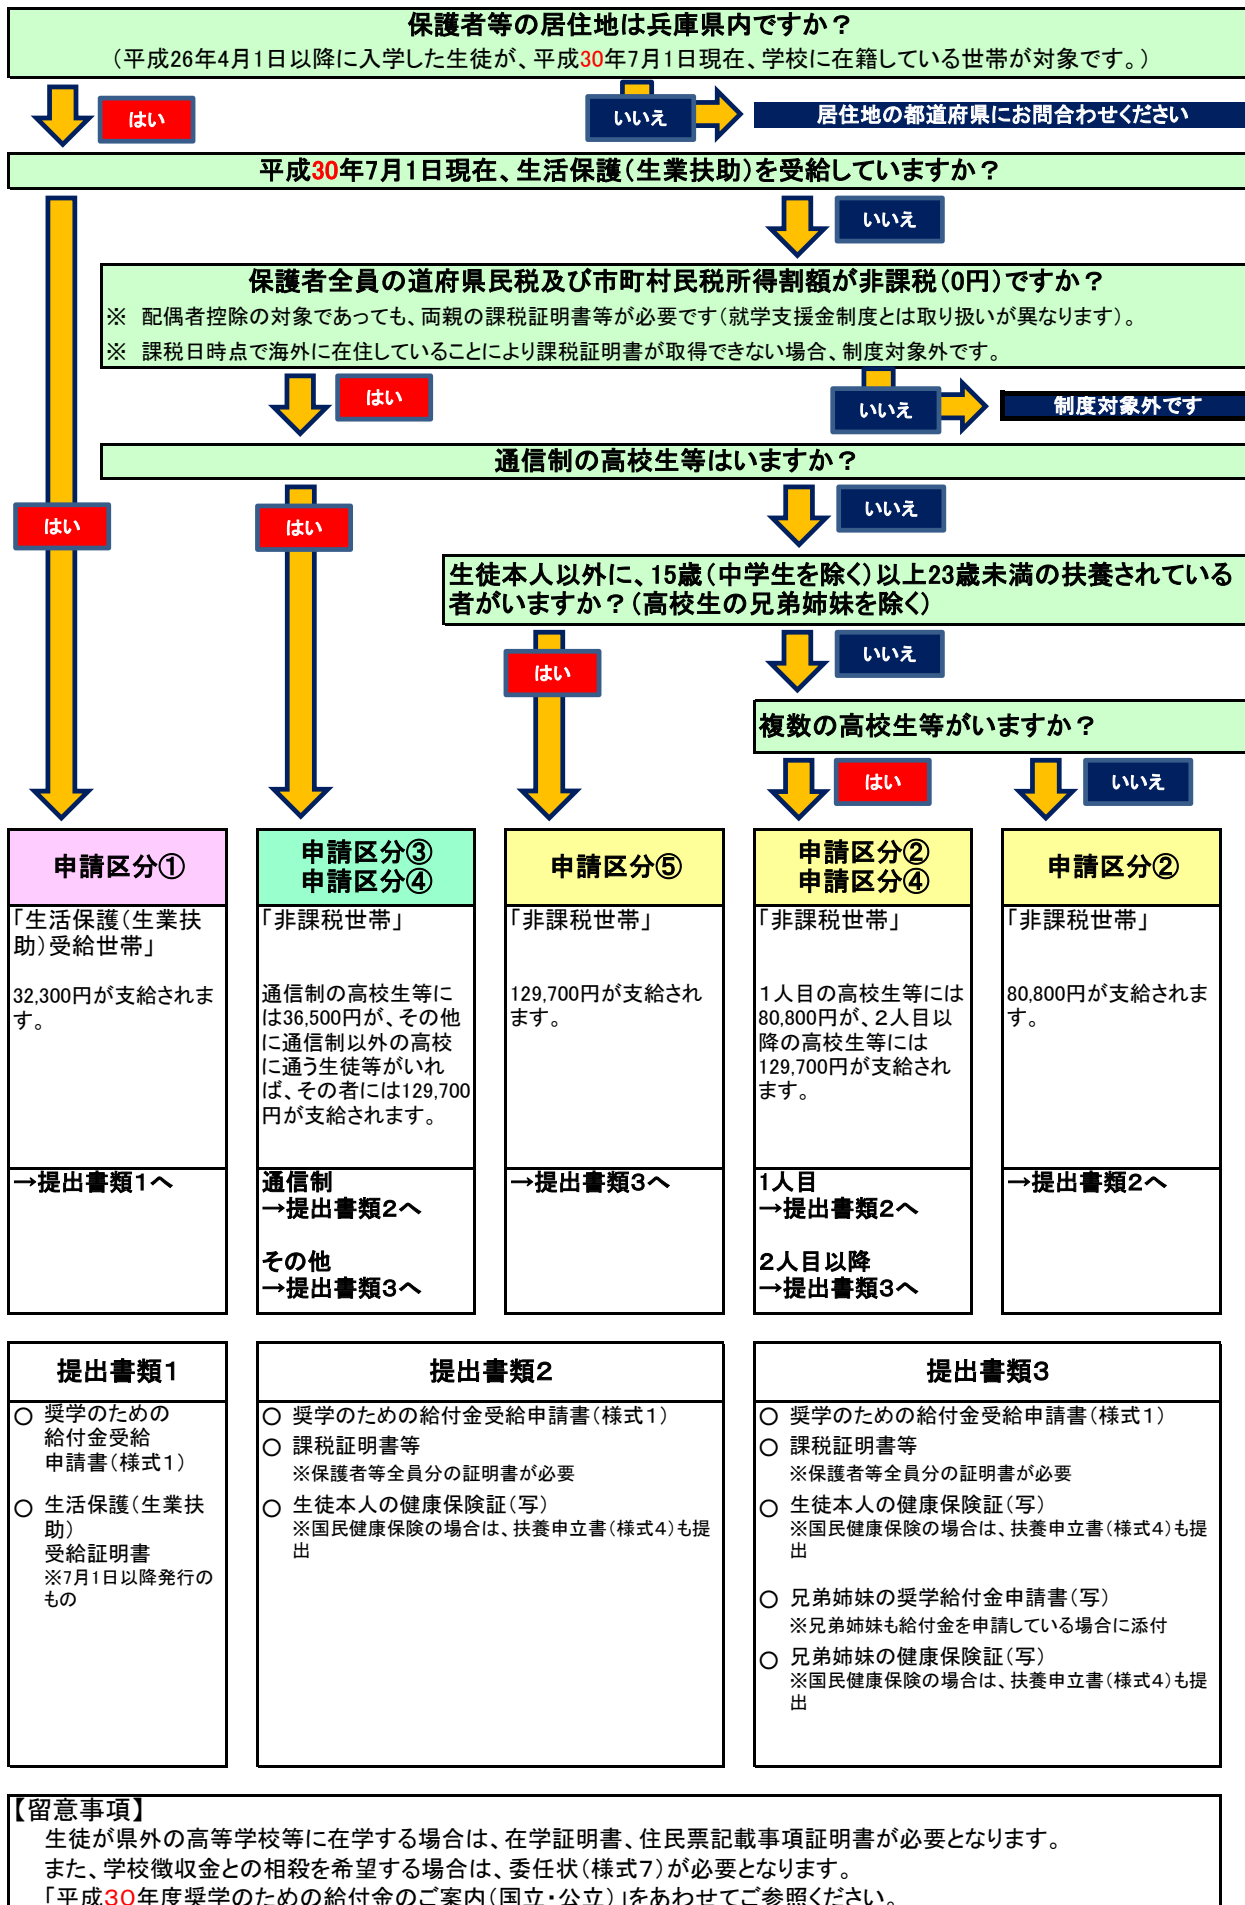 保護者等の居住地は兵庫県内ですか？
（平成26年4月1日以降に入学した生徒が、平成30年7月1日現在、学校に在籍している世帯が対象です。）
はい
いいえ
居住地の都道府県にお問合わせください
平成30年7月1日現在、生活保護（生業扶助）を受給していますか？
いいえ
保護者全員の道府県民税及び市町村民税所得割額が非課税（0円）ですか？
※　配偶者控除の対象であっても、両親の課税証明書等が必要です（就学支援金制度とは取り扱いが異なります）。
※　課税日時点で海外に在住していることにより課税証明書が取得できない場合、制度対象外です。
はい
いいえ
制度対象外です
通信制の高校生等はいますか？
はい
はい
いいえ
生徒本人以外に、15歳（中学生を除く）以上23歳未満の扶養されている
者がいますか？（高校生の兄弟姉妹を除く）
はい
いいえ
複数の高校生等がいますか？
はい
いいえ
申請区分①
「生活保護（生業扶
助）受給世帯」
32,300円が支給されま
す。
→提出書類1へ
申請区分③
申請区分④
「非課税世帯」
通信制の高校生等に
は36,500円が、その他
に通信制以外の高校
に通う生徒等がいれ
ば、その者には129,700
円が支給されます。
通信制
→提出書類2へ
その他
→提出書類3へ
申請区分⑤
「非課税世帯」
129,700円が支給され
ます。
→提出書類3へ
申請区分②
申請区分④
「非課税世帯」
１人目の高校生等には
80,800円が、２人目以
降の高校生等には
129,700円が支給され
ます。
1人目
→提出書類2へ
２人目以降
→提出書類3へ
申請区分②
「非課税世帯」
80,800円が支給されま
す。
→提出書類2へ
提出書類1
○ 奨学のための
給付金受給
申請書（様式1）
○ 生活保護（生業扶
助）
受給証明書
※7月1日以降発行の
もの
提出書類2
○ 奨学のための給付金受給申請書（様式１）
○ 課税証明書等
※保護者等全員分の証明書が必要
○ 生徒本人の健康保険証（写）
※国民健康保険の場合は、扶養申立書（様式４）も提
出
提出書類3
○ 奨学のための給付金受給申請書（様式１）
○ 課税証明書等
※保護者等全員分の証明書が必要
○ 生徒本人の健康保険証（写）
※国民健康保険の場合は、扶養申立書（様式４）も提
出
○ 兄弟姉妹の奨学給付金申請書（写）
※兄弟姉妹も給付金を申請している場合に添付
○ 兄弟姉妹の健康保険証（写）
※国民健康保険の場合は、扶養申立書（様式４）も提
出
【留意事項】
生徒が県外の高等学校等に在学する場合は、在学証明書、住民票記載事項証明書が必要となります。
また、学校徴収金との相殺を希望する場合は、委任状（様式７）が必要となります。
「平成３０年度奨学のための給付金のご案内（国立・公立）」をあわせてご参照ください。